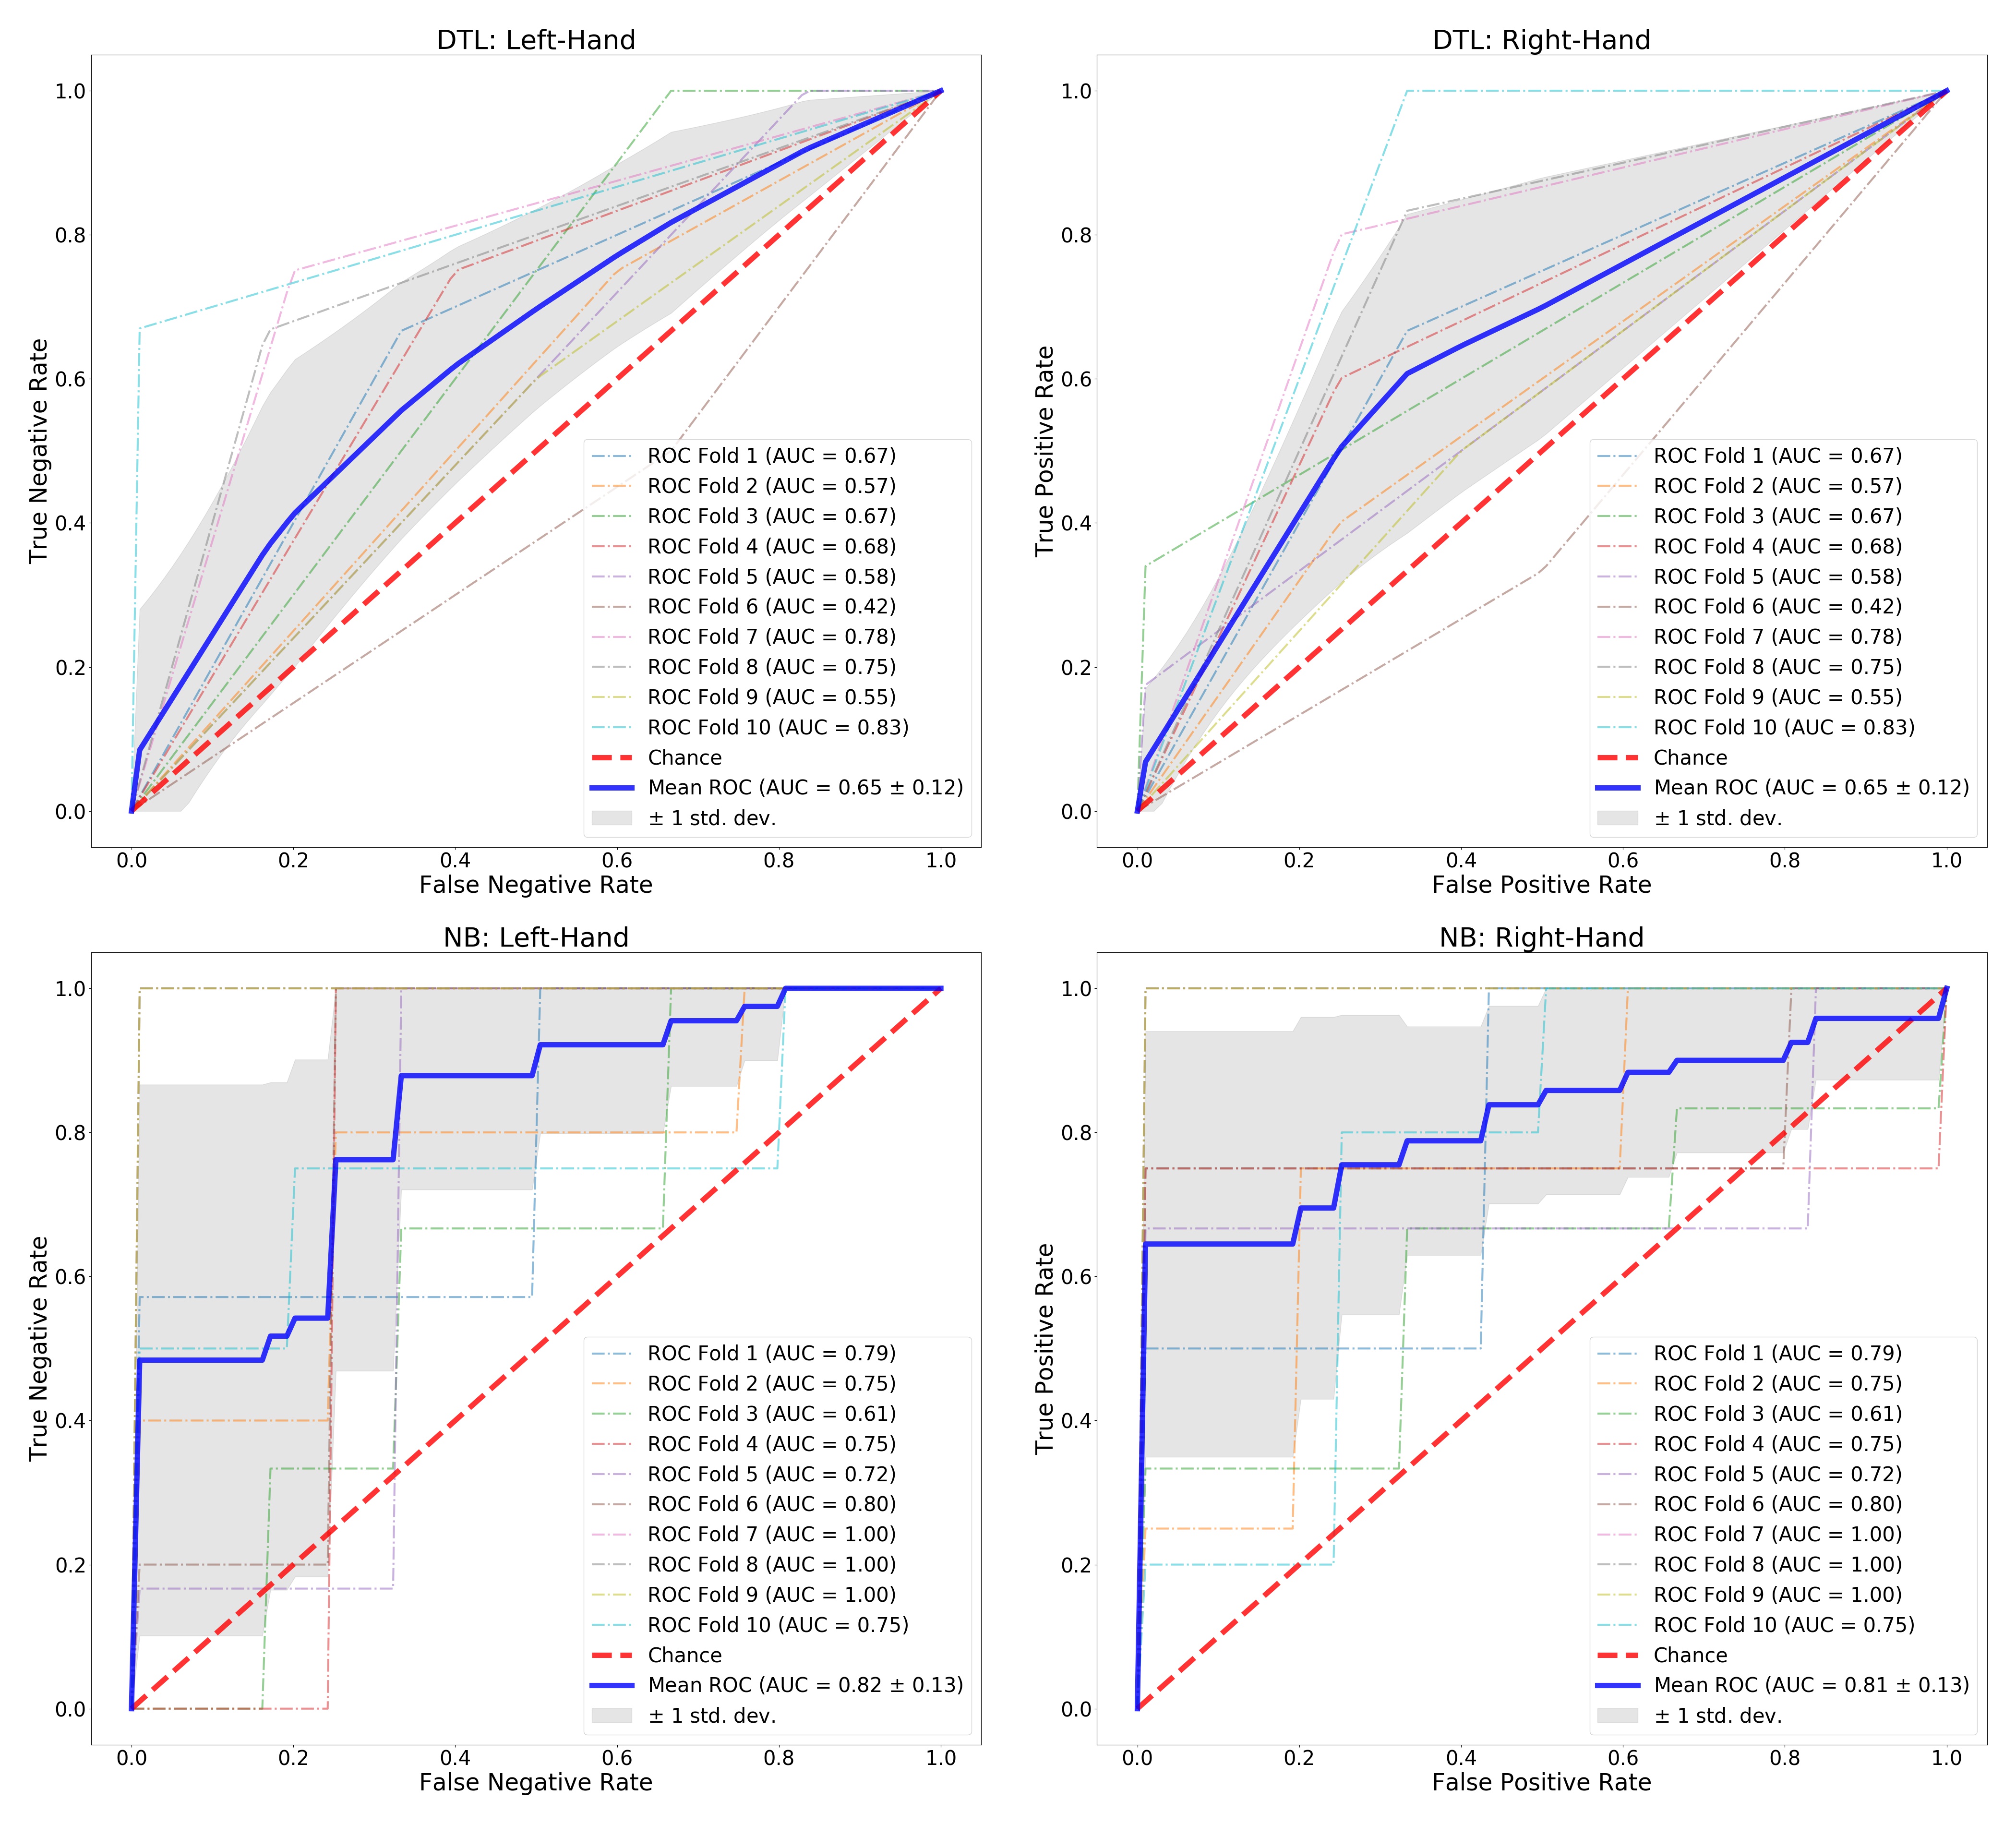 DTL: Left-Hand
True Negative Rate
1.0
0.8
0.6
0.4
0.2
0.0
ROC Fold 1 (AUC = 0.67)
ROC Fold 2 (AUC = 0.57)
ROC Fold 3 (AUC = 0.67)
ROC Fold 4 (AUC = 0.68)
ROC Fold 5 (AUC = 0.58)
ROC Fold 6 (AUC = 0.42)
ROC Fold 7 (AUC = 0.78)
ROC Fold 8 (AUC = 0.75)
ROC Fold 9 (AUC = 0.55)
ROC Fold 10 (AUC = 0.83)
Chance
Mean ROC (AUC = 0.65 ± 0.12)
± 1 std. dev.
0.0 0.2 0.4 0.6 0.8 1.0
False Negative Rate
DTL: Right-Hand
True Positive Rate
1.0
0.8
0.6
0.4
0.2
0.0
ROC Fold 1 (AUC = 0.67)
ROC Fold 2 (AUC = 0.57)
ROC Fold 3 (AUC = 0.67)
ROC Fold 4 (AUC = 0.68)
ROC Fold 5 (AUC = 0.58)
ROC Fold 6 (AUC = 0.42)
ROC Fold 7 (AUC = 0.78)
ROC Fold 8 (AUC = 0.75)
ROC Fold 9 (AUC = 0.55)
ROC Fold 10 (AUC = 0.83)
Chance
Mean ROC (AUC = 0.65 ± 0.12)
± 1 std. dev.
0.0 0.2 0.4 0.6 0.8 1.0
False Positive Rate
NB: Left-Hand
True Negative Rate
1.0
0.8
0.6
0.4
0.2
0.0
ROC Fold 1 (AUC = 0.79)
ROC Fold 2 (AUC = 0.75)
ROC Fold 3 (AUC = 0.61)
ROC Fold 4 (AUC = 0.75)
ROC Fold 5 (AUC = 0.72)
ROC Fold 6 (AUC = 0.80)
ROC Fold 7 (AUC = 1.00)
ROC Fold 8 (AUC = 1.00)
ROC Fold 9 (AUC = 1.00)
ROC Fold 10 (AUC = 0.75)
Chance
Mean ROC (AUC = 0.82 ± 0.13)
± 1 std. dev.
0.0 0.2 0.4 0.6 0.8 1.0
False Negative Rate
NB: Right-Hand
True Positive Rate
1.0
0.8
0.6
0.4
0.2
0.0
ROC Fold 1 (AUC = 0.79)
ROC Fold 2 (AUC = 0.75)
ROC Fold 3 (AUC = 0.61)
ROC Fold 4 (AUC = 0.75)
ROC Fold 5 (AUC = 0.72)
ROC Fold 6 (AUC = 0.80)
ROC Fold 7 (AUC = 1.00)
ROC Fold 8 (AUC = 1.00)
ROC Fold 9 (AUC = 1.00)
ROC Fold 10 (AUC = 0.75)
Chance
Mean ROC (AUC = 0.81 ± 0.13)
± 1 std. dev.
0.0 0.2 0.4 0.6 0.8 1.0
False Positive Rate